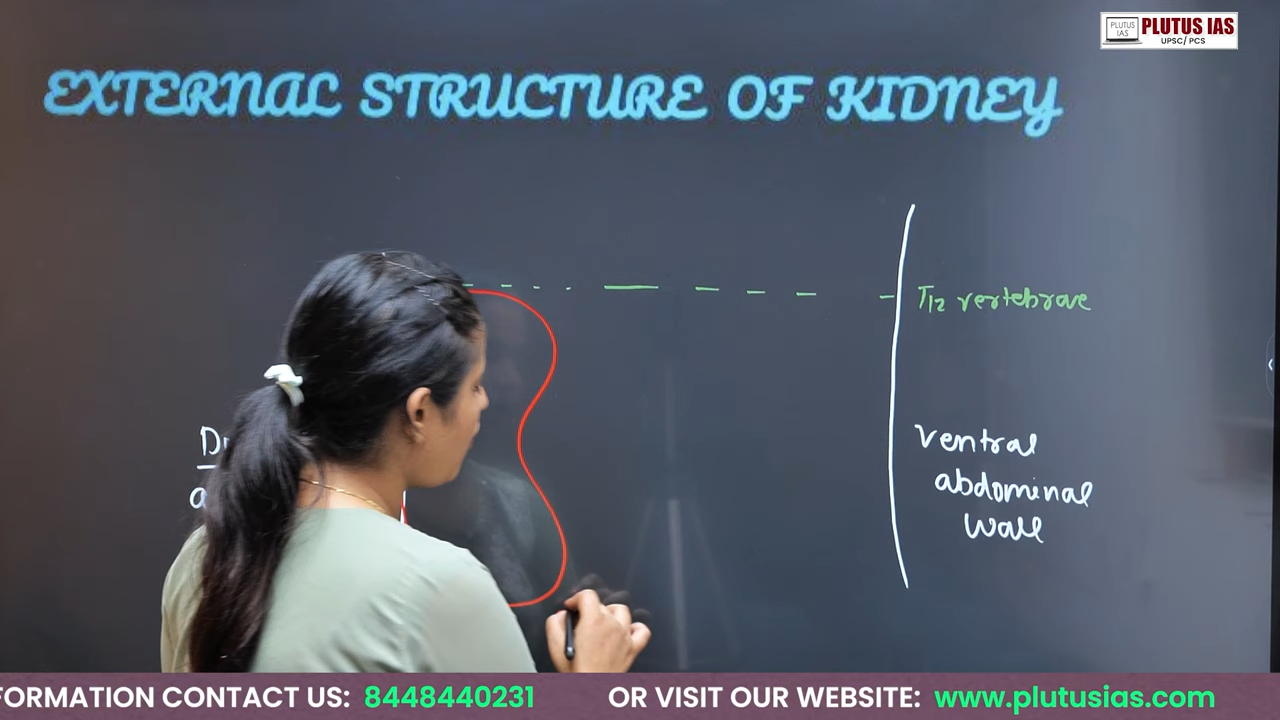 PLUTUS IAS
PLUTUS IAS
UPSC/ PCS
EXTERNAL STRUCTURE OF KIDNEY
T12 vertebrae
ventral
abdominal
wall
FORMATION CONTACT US: 8448440231 OR VISIT OUR WEBSITE: www.plutusias.com